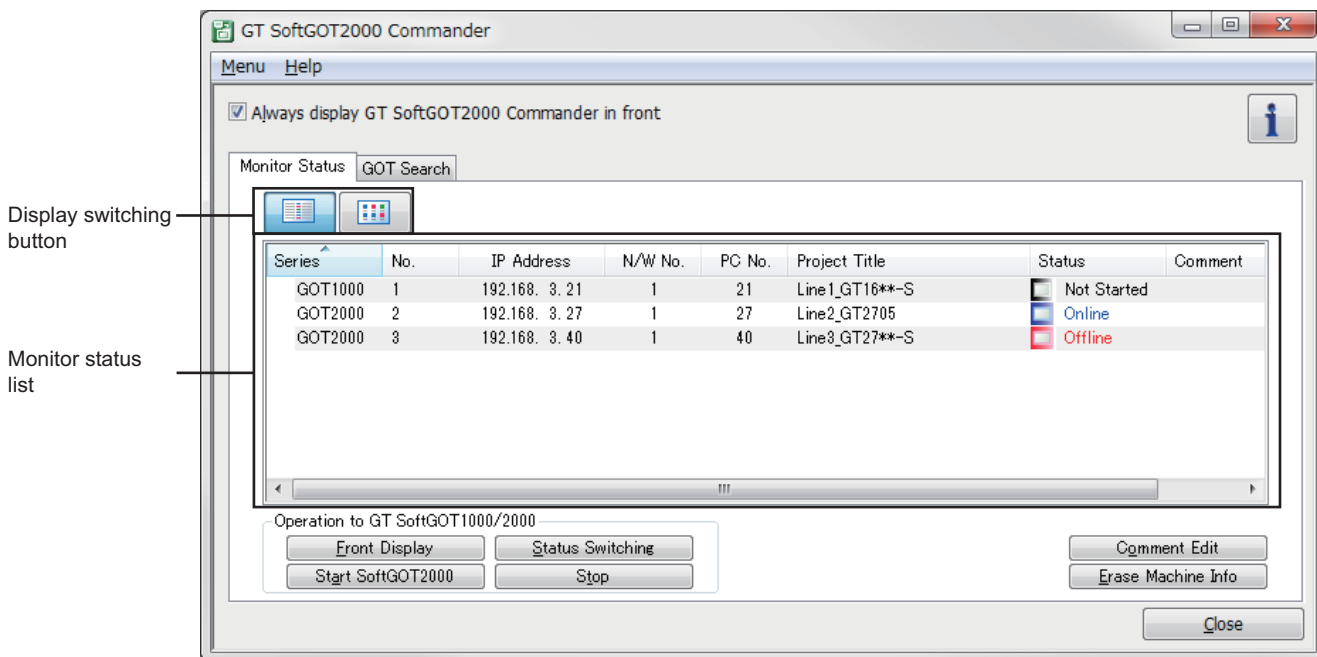 GT SoftGOT2000 Commander
Menu Help
Always display GT SoftGOT2000 Commander in front
Monitor Status GOT Search
Display switching
button
Series No. IP Address N/W No. PC No. Project Title Status Comment
GOT1000 1 192.168. 3. 21 1 21 Line1_GT16**-S Not Started
GOT2000 2 192.168. 3. 27 1 27 Line2_GT2705 Online
GOT2000 3 192.168. 3. 40 1 40 Line3_GT27**-S Offline
Monitor status
list
Operation to GT SoftGOT1000/2000
Front Display Status Switching Comment Edit
Start SoftGOT2000 Stop Erase Machine Info
Close